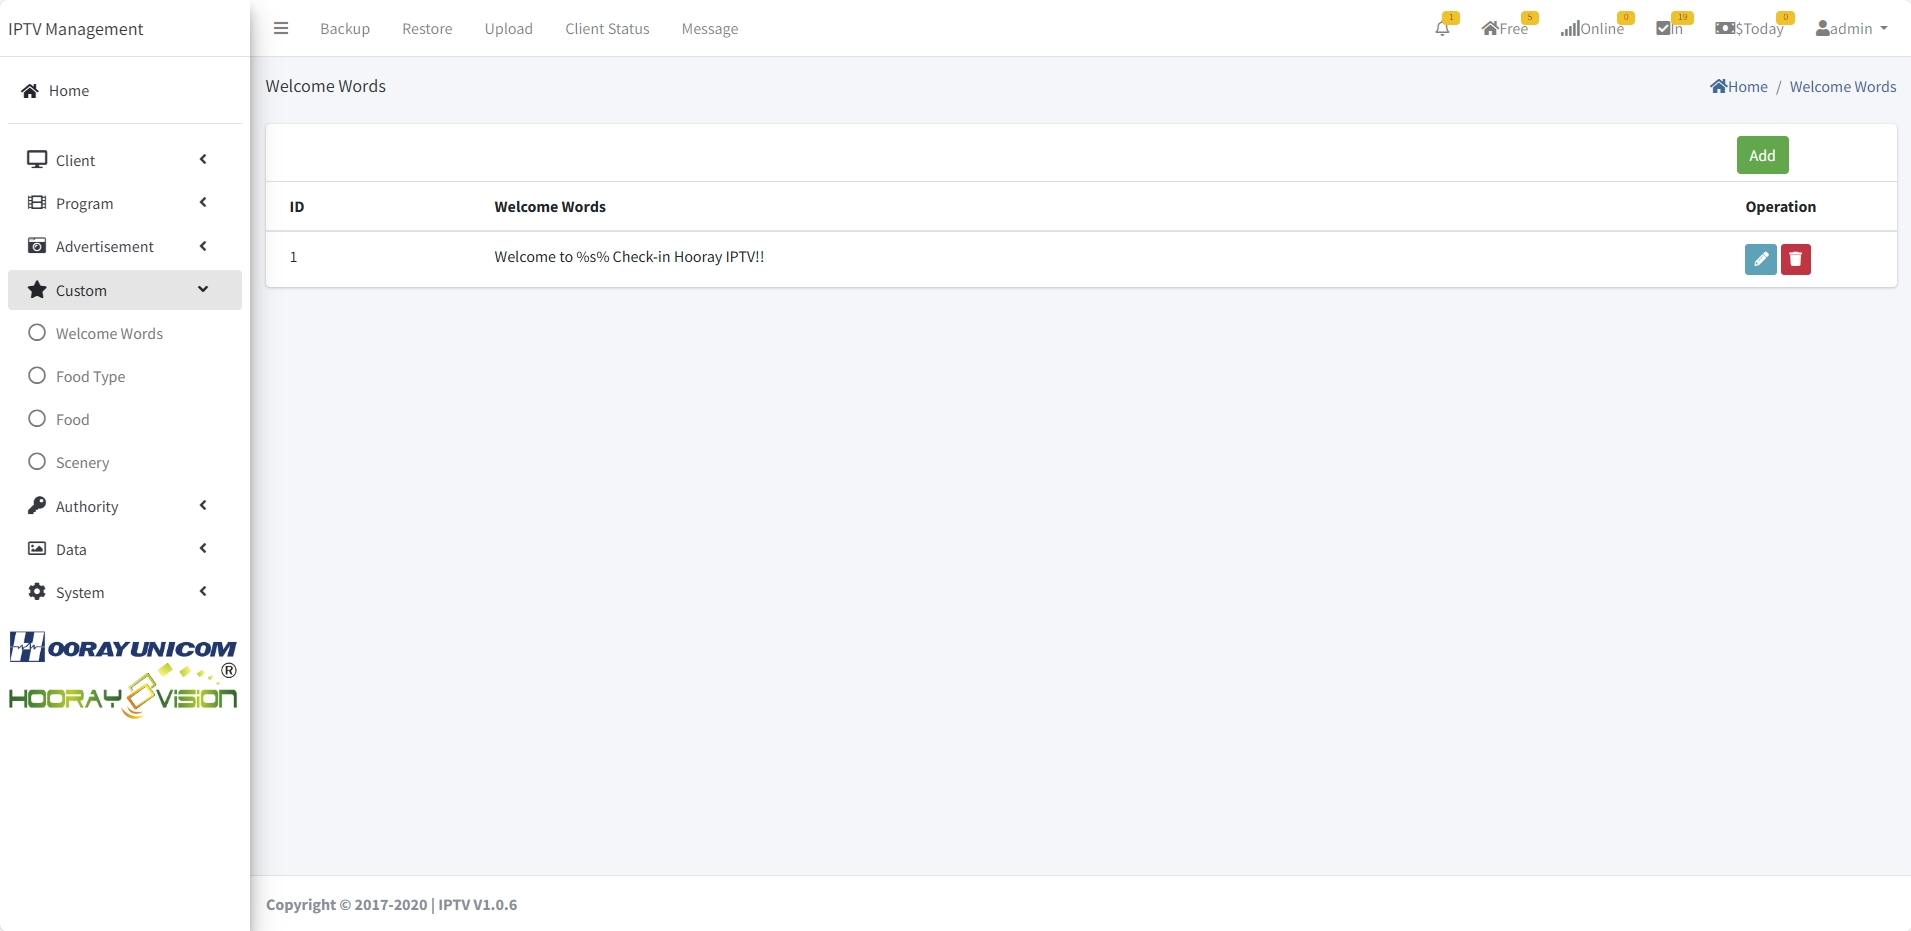 IPTV Management
Backup Restore Upload Client Status Message
1 Free 5 Online 0 In 19 $Today 0 admin
Home
Client
Program
Advertisement
Custom
Welcome Words
Food Type
Food
Scenery
Authority
Data
System
HOORAY UNICOM
HOORAY VISION ®
Welcome Words
Home / Welcome Words
Add
ID Welcome Words Operation
1 Welcome to %s% Check-in Hooray IPTV!!
Copyright © 2017-2020 | IPTV V1.0.6